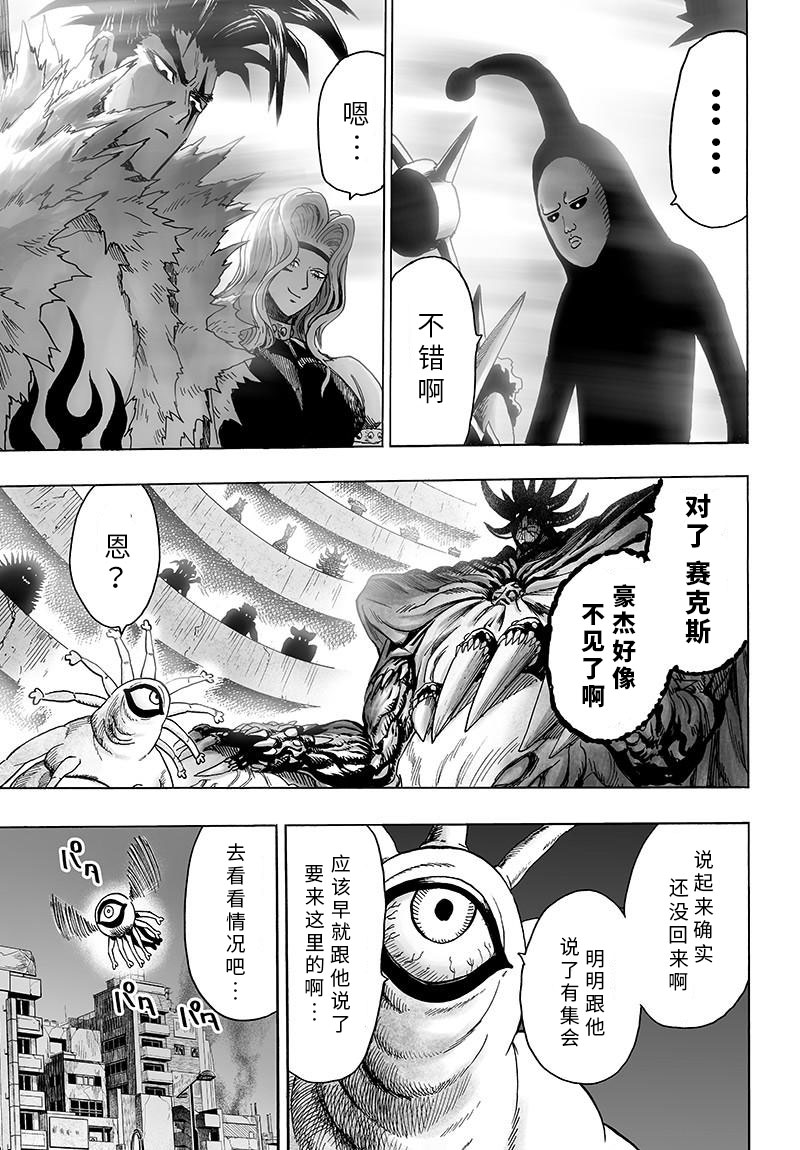 ……
不错啊
嗯…
对了 赛克斯
豪杰好像
不见了啊
恩？
说起来确实
还没回来啊
明明跟他
说了有集会
应该早就跟他说了
要来这里的啊…
去看看情况吧…
パタ
パタ
パタ